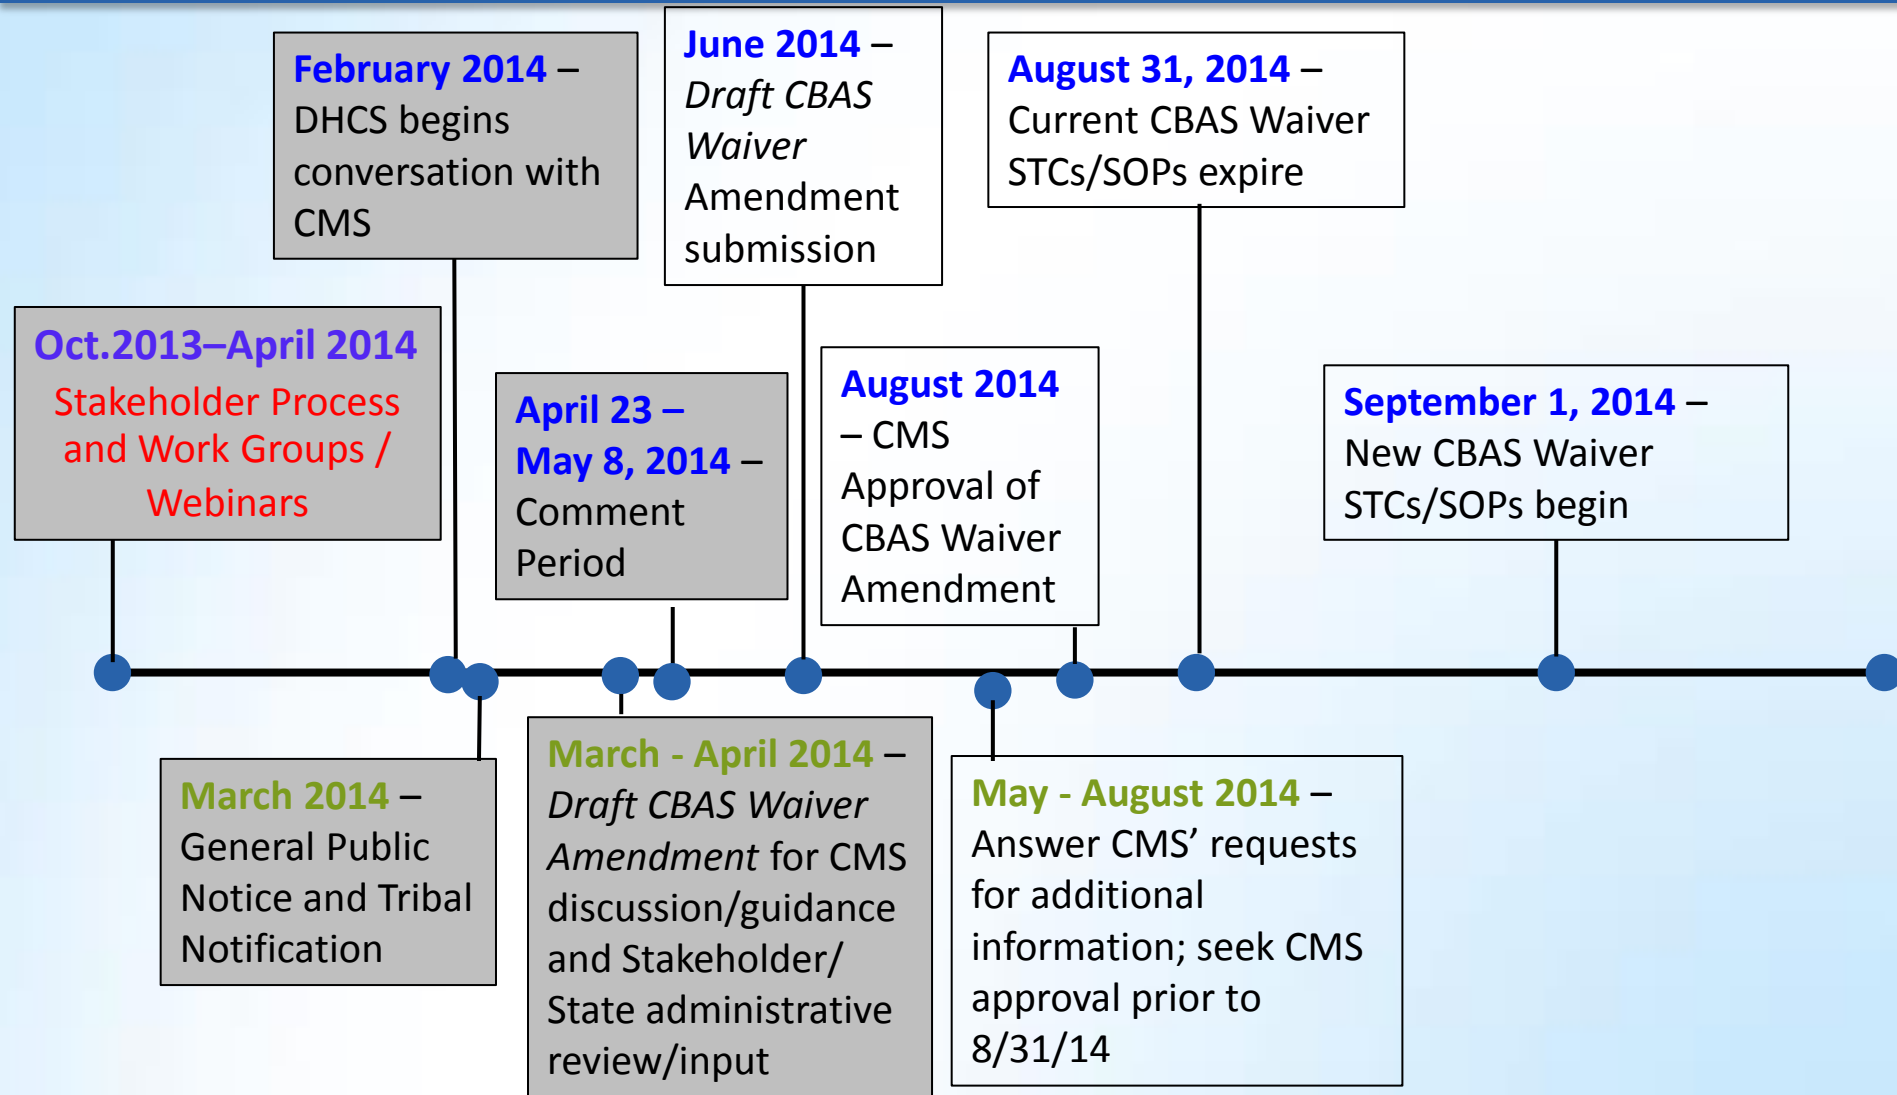 February 2014 –
DHCS begins
conversation with
CMS
June 2014 –
Draft CBAS
Waiver
Amendment
submission
August 31, 2014 –
Current CBAS Waiver
STCs/SOPs expire
Oct.2013–April 2014
Stakeholder Process
and Work Groups /
Webinars
April 23 –
May 8, 2014 –
Comment
Period
August 2014
– CMS
Approval of
CBAS Waiver
Amendment
September 1, 2014 –
New CBAS Waiver
STCs/SOPs begin
March 2014 –
General Public
Notice and Tribal
Notification
March - April 2014 –
Draft CBAS Waiver
Amendment for CMS
discussion/guidance
and Stakeholder/
State administrative
review/input
May - August 2014 –
Answer CMS’ requests
for additional
information; seek CMS
approval prior to
8/31/14